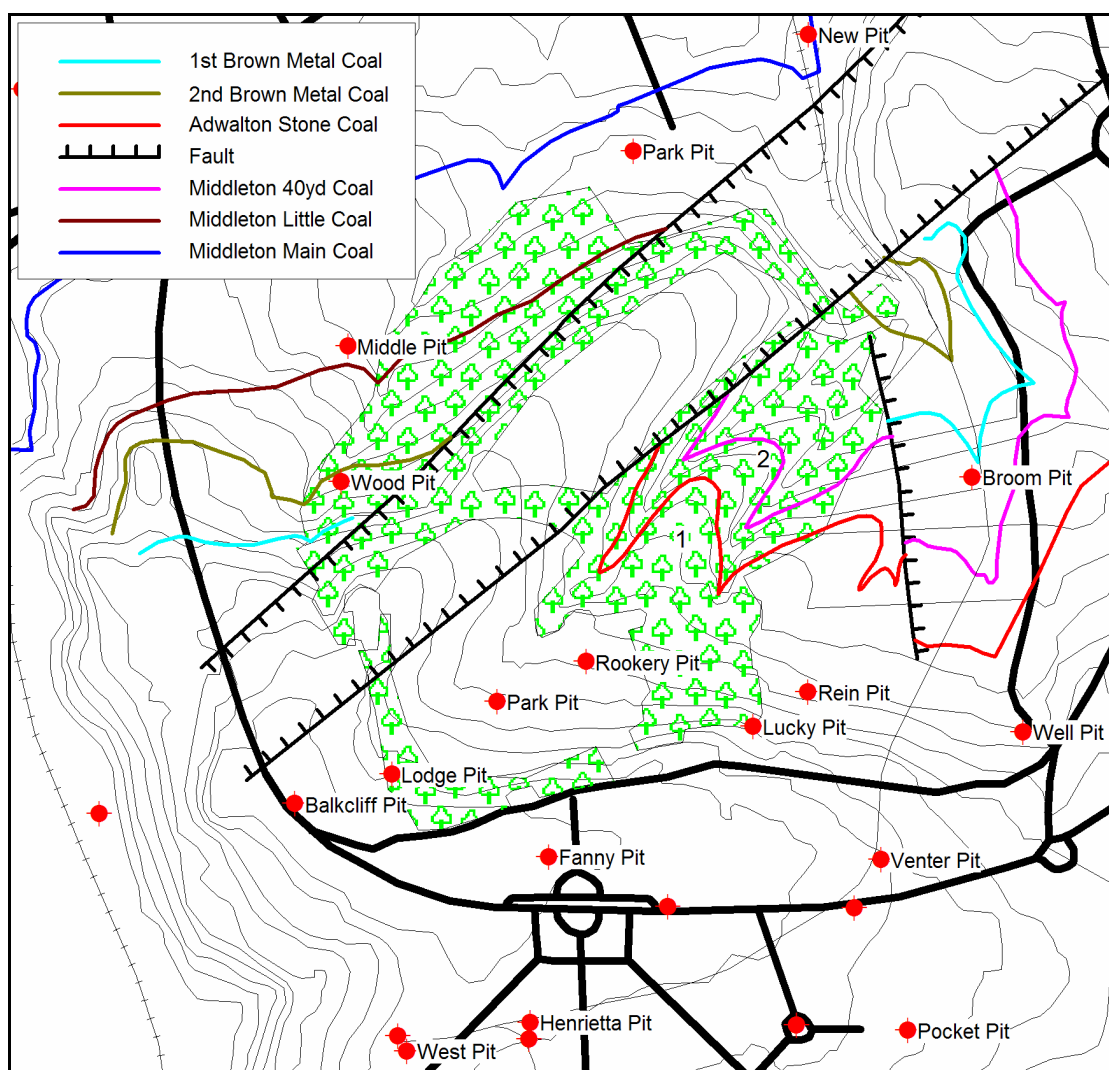 1st Brown Metal Coal
2nd Brown Metal Coal
Adwalton Stone Coal
Fault
Middleton 40yd Coal
Middleton Little Coal
Middleton Main Coal
New Pit
Park Pit
Middle Pit
Wood Pit
2
Broom Pit
1
Rookery Pit
Park Pit
Rein Pit
Lucky Pit
Well Pit
Lodge Pit
Balkcliff Pit
Fanny Pit
Venter Pit
Henrietta Pit
Pocket Pit
West Pit